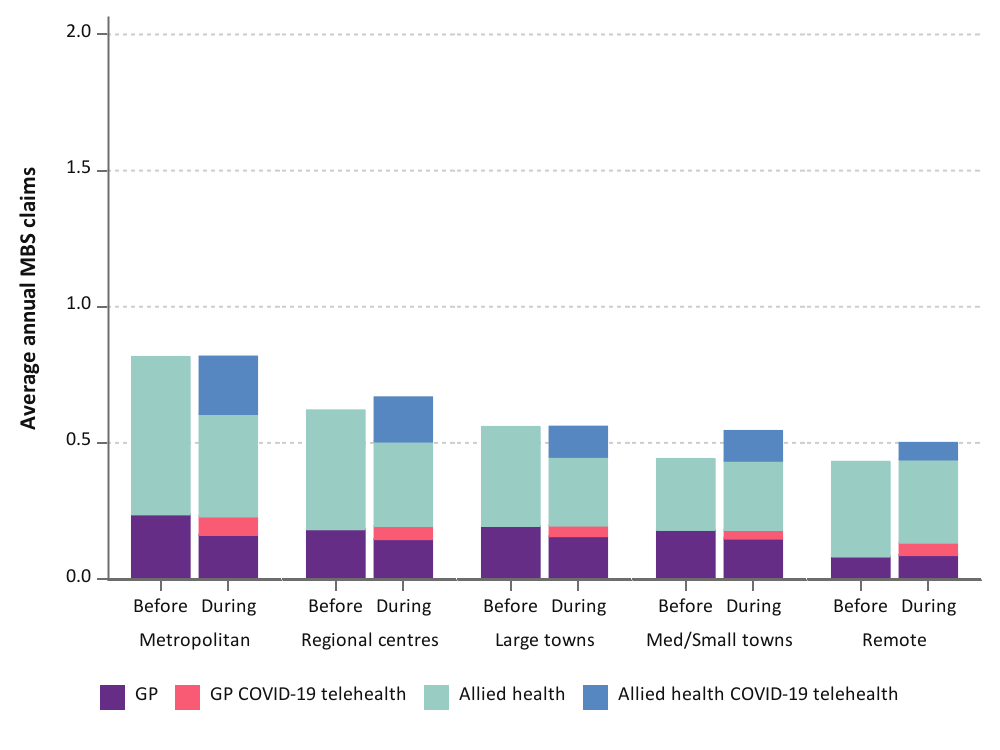 Average annual MBS claims
2.0
1.5
1.0
0.5
0.0
Before During Before During Before During Before During Before During
Metropolitan Regional centres Large towns Med/Small towns Remote
GP GP COVID-19 telehealth Allied health Allied health COVID-19 telehealth